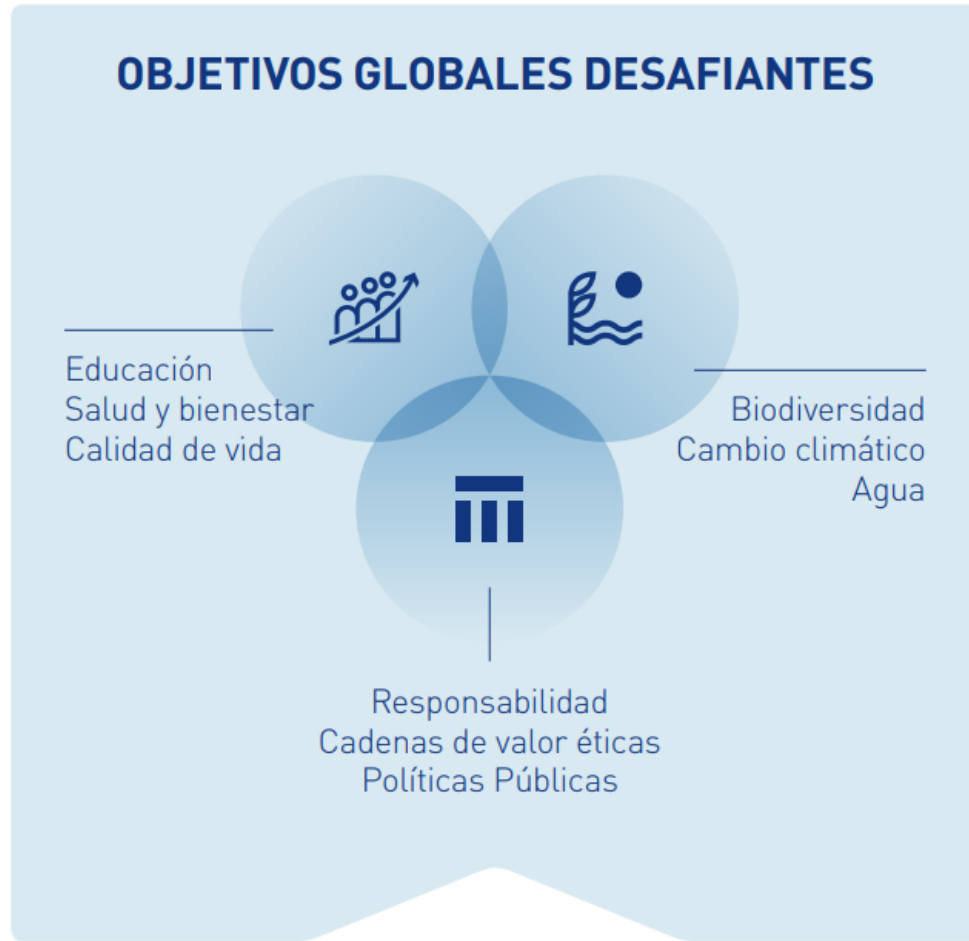 OBJETIVOS GLOBALES DESAFIANTES
Educación
Salud y bienestar
Calidad de vida
Biodiversidad
Cambio climático
Agua
Responsabilidad
Cadenas de valor éticas
Políticas Públicas